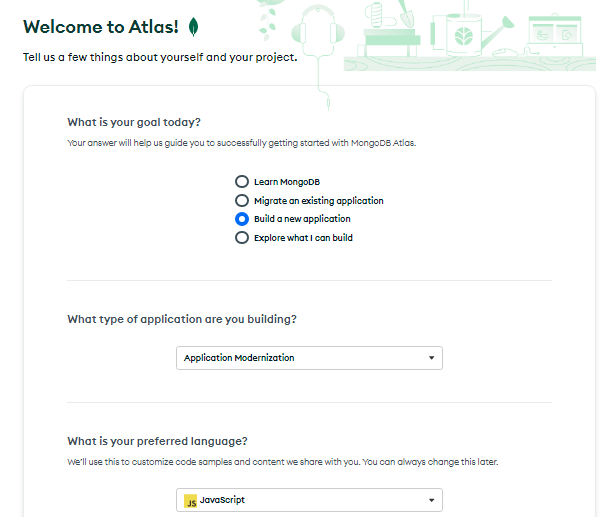 Welcome to Atlas!
Tell us a few things about yourself and your project.
What is your goal today?
Your answer will help us guide you to successfully getting started with MongoDB Atlas.
Learn MongoDB
Migrate an existing application
Build a new application
Explore what I can build
What type of application are you building?
Application Modernization
What is your preferred language?
We'll use this to customize code samples and content we share with you. You can always change this later.
JS JavaScript